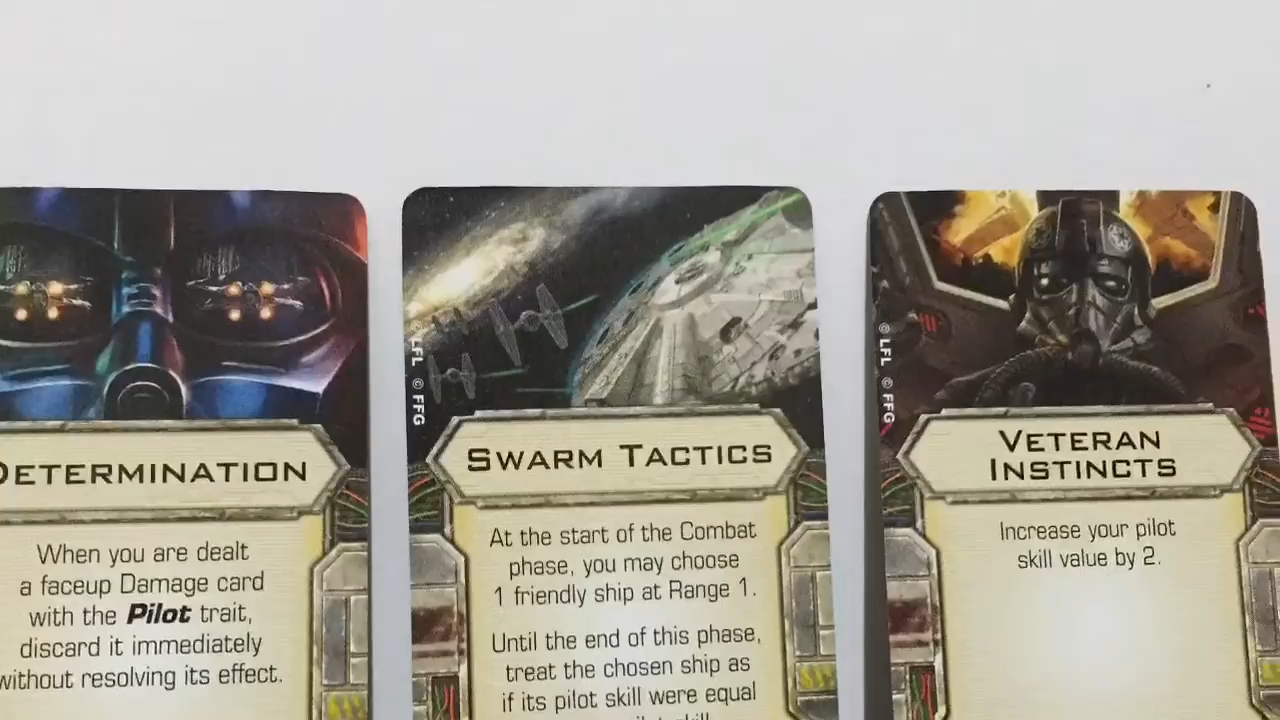 DETERMINATION
When you are dealt
a faceup Damage card
with the Pilot trait,
discard it immediately
without resolving its effect.
© LFL © FFG
SWARM TACTICS
At the start of the Combat
phase, you may choose
1 friendly ship at Range 1.
Until the end of this phase,
treat the chosen ship as
if its pilot skill were equal
© LFL © FFG
VETERAN
INSTINCTS
Increase your pilot
skill value by 2.